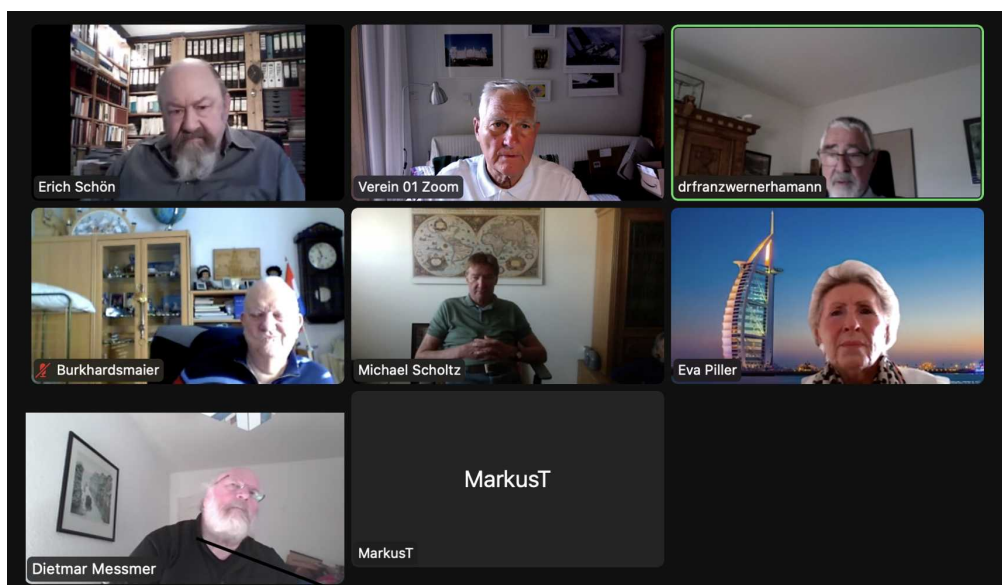 Erich Schön
Verein 01 Zoom
drfranzwernerhamann
Burkhardsmaier
Michael Scholtz
Eva Piller
Dietmar Messmer
MarkusT
MarkusT